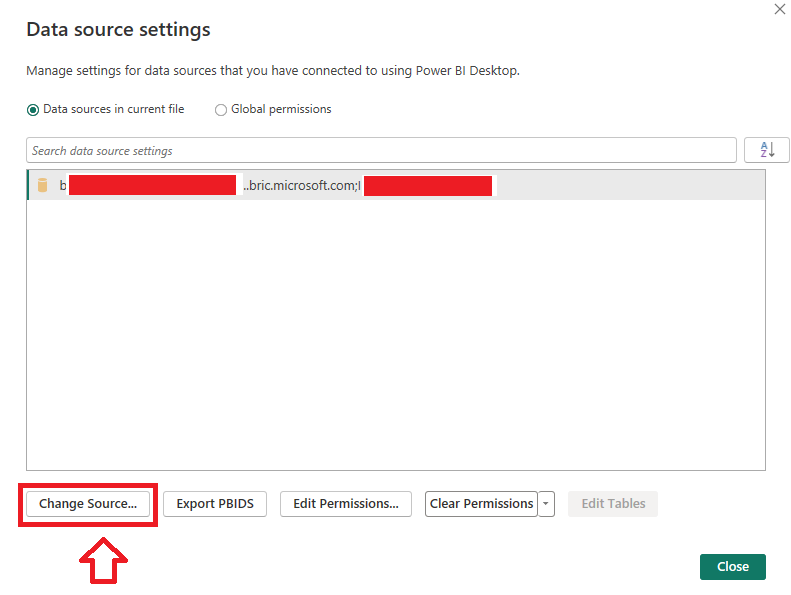 Data source settings
Manage settings for data sources that you have connected to using Power BI Desktop.
Data sources in current file Global permissions
Search data source settings
A
Z
b ..bric.microsoft.com;l
Change Source... Export PBIDS Edit Permissions... Clear Permissions Edit Tables
Close